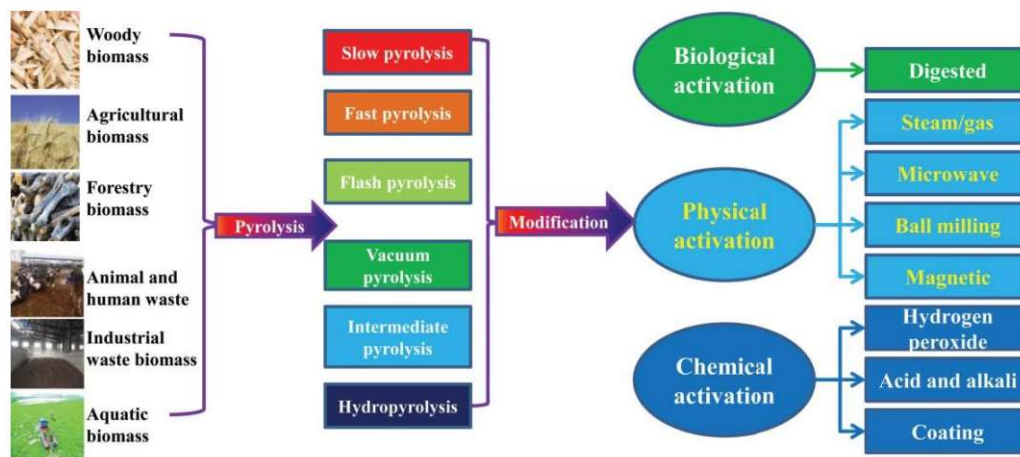 Woody
biomass
Agricultural
biomass
Forestry
biomass
Animal and
human waste
Industrial
waste biomass
Aquatic
biomass
Pyrolysis
Slow pyrolysis
Fast pyrolysis
Flash pyrolysis
Vacuum
pyrolysis
Intermediate
pyrolysis
Hydropyrolysis
Modification
Biological
activation
Physical
activation
Chemical
activation
Digested
Steam/gas
Microwave
Ball milling
Magnetic
Hydrogen
peroxide
Acid and alkali
Coating